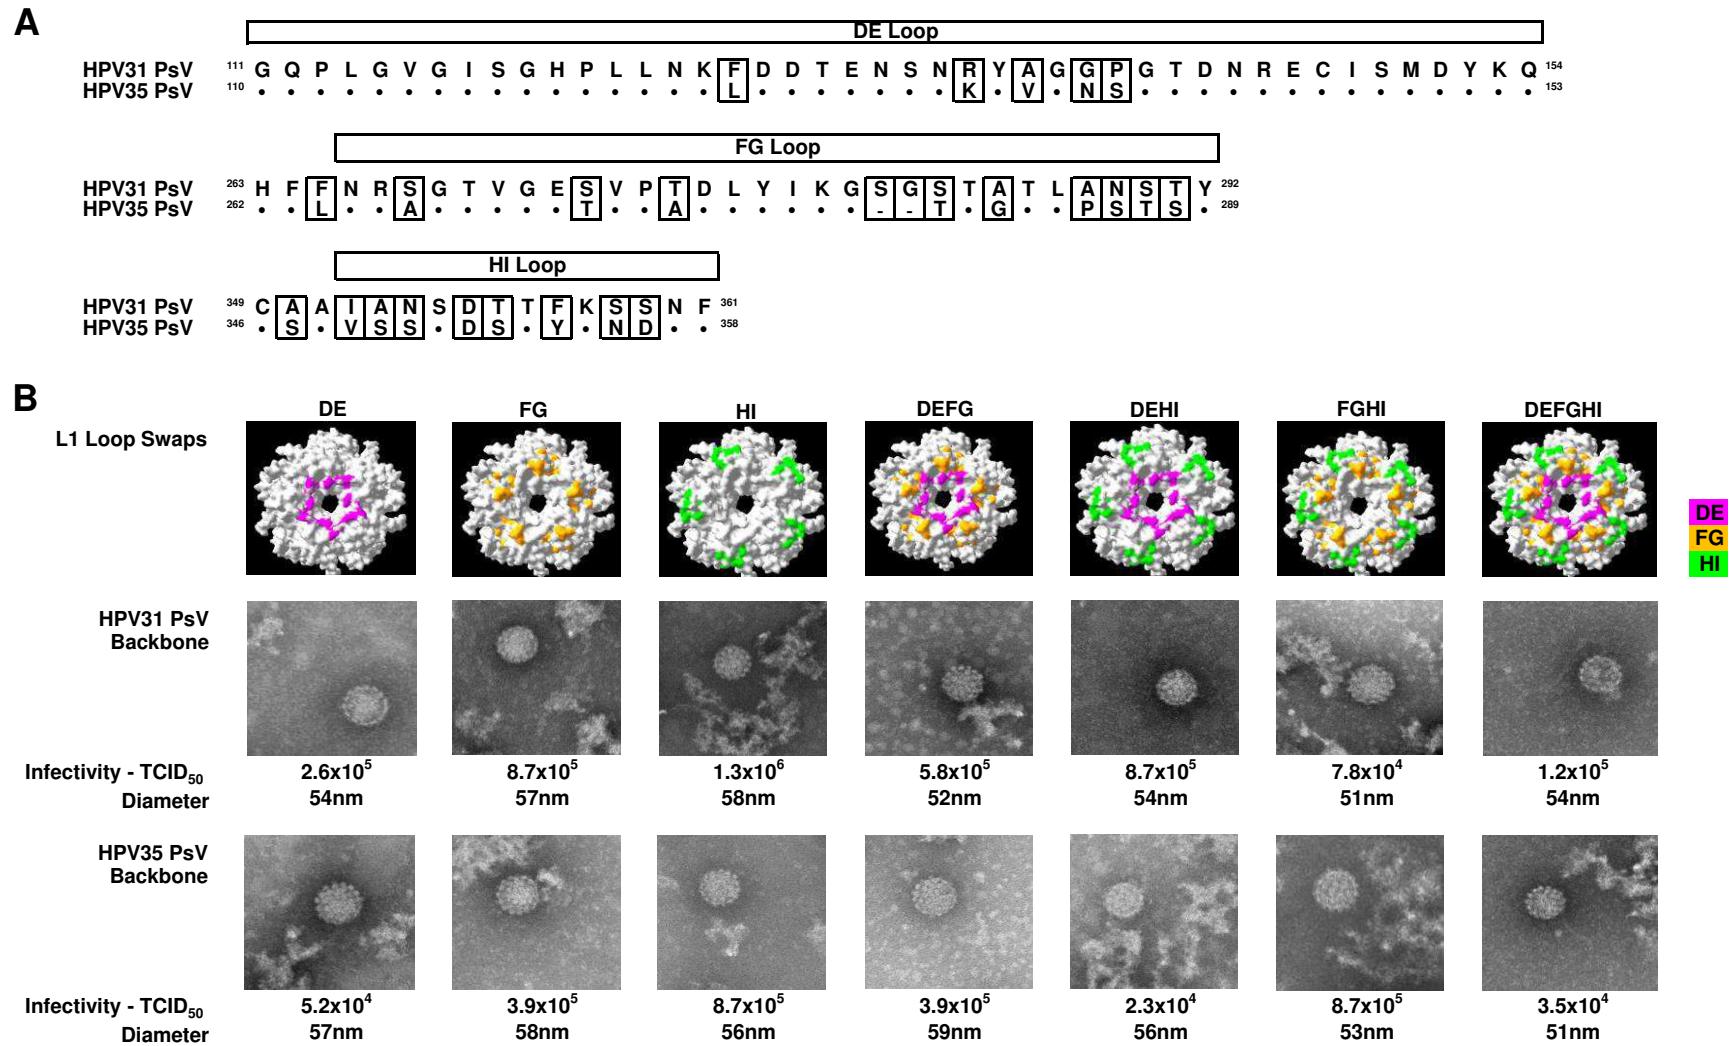 A
DE Loop
HPV31 PsV 111 G Q P L G V G I S G H P L L N K F D D T E N S N R Y A G G P G T D N R E C I S M D Y K Q 154
HPV35 PsV 110 • • • • • • • • • • • • • • • • L • • • • • • • K • V • N S • • • • • • • • • • • • • • 153
FG Loop
HPV31 PsV 263 H F F N R S G T V G E S V P T D L Y I K G S G S T A T L A N S T Y 292
HPV35 PsV 262 • • L • • A • • • • • T • • A • • • • • • - - T • G • • P S T S • 289
HI Loop
HPV31 PsV 349 C A A I A N S D T T F K S S N F 361
HPV35 PsV 346 • S • V S S • D S • Y • N D • • 358
B
DE FG HI DEFG DEHI FGHI DEFGHI
L1 Loop Swaps
DE
FG
HI
HPV31 PsV
Backbone
Infectivity - TCID50 2.6x10^5 8.7x10^5 1.3x10^6 5.8x10^5 8.7x10^5 7.8x10^4 1.2x10^5
Diameter 54nm 57nm 58nm 52nm 54nm 51nm 54nm
HPV35 PsV
Backbone
Infectivity - TCID50 5.2x10^4 3.9x10^5 8.7x10^5 3.9x10^5 2.3x10^4 8.7x10^5 3.5x10^4
Diameter 57nm 58nm 56nm 59nm 56nm 53nm 51nm